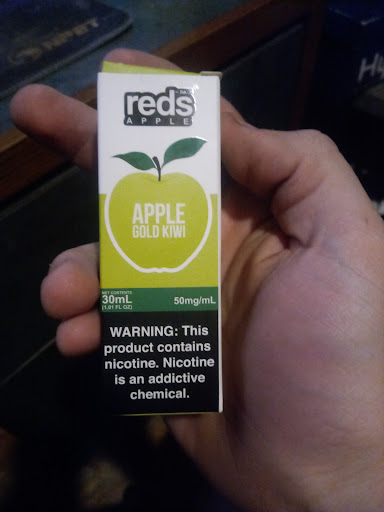 reds
APPLE
APPLE
GOLD KIWI
NET CONTENTS
30mL
(1.01 FL OZ)
50mg/mL
WARNING: This
product contains
nicotine. Nicotine
is an addictive
chemical.